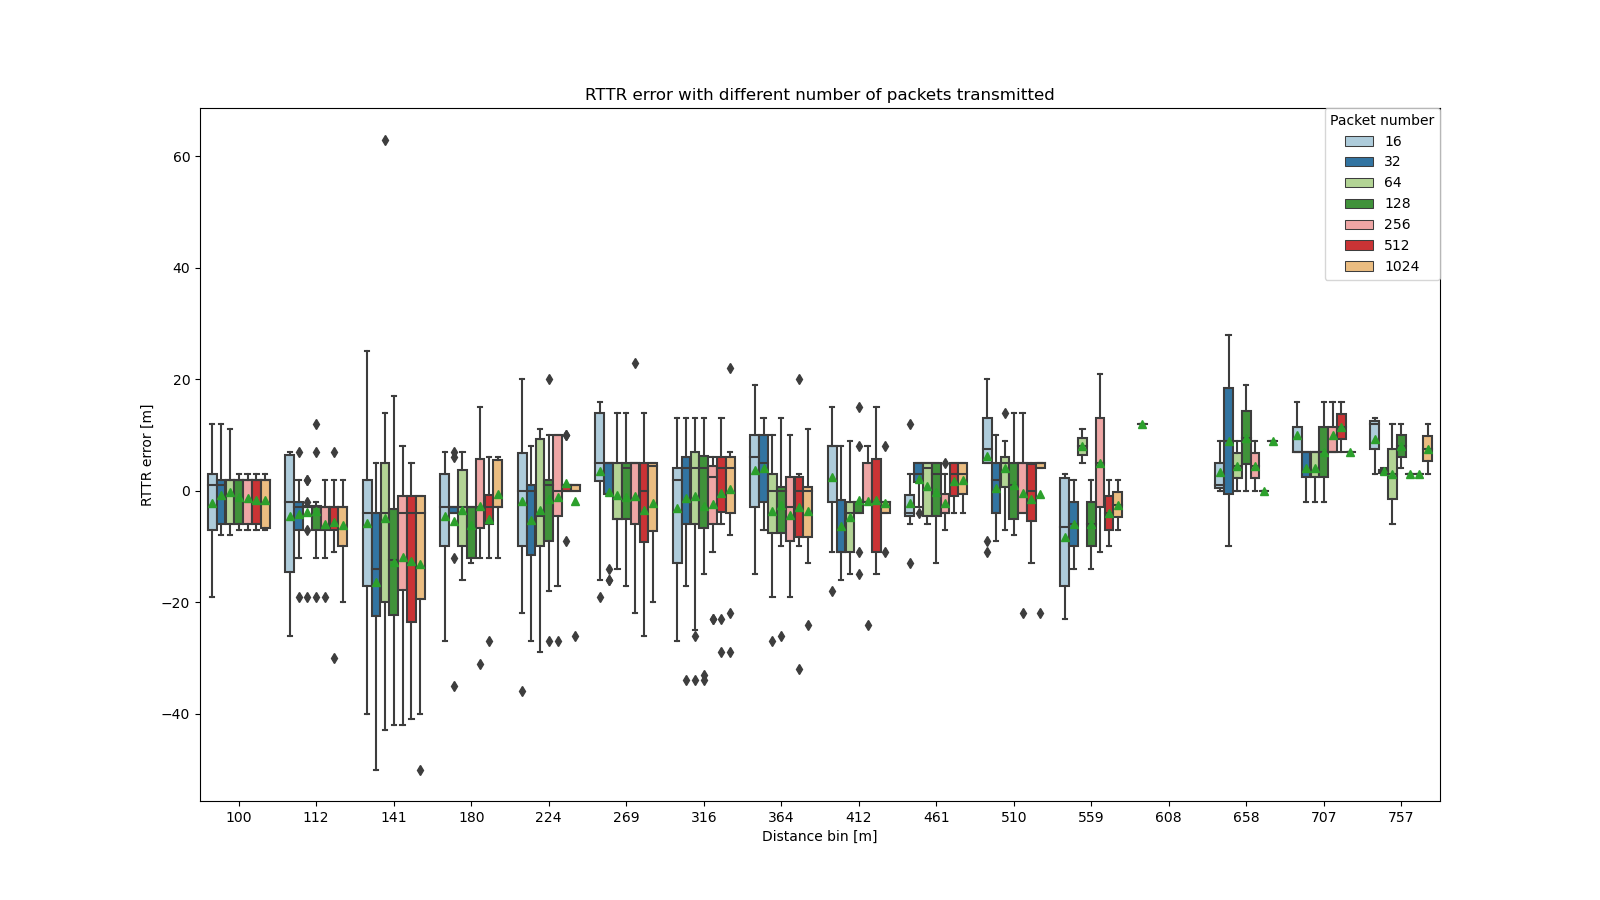 RTTR error with different number of packets transmitted
Packet number
16
32
64
128
256
512
1024
60
40
20
0
−20
−40
RTTR error [m]
100 112 141 180 224 269 316 364 412 461 510 559 608 658 707 757
Distance bin [m]